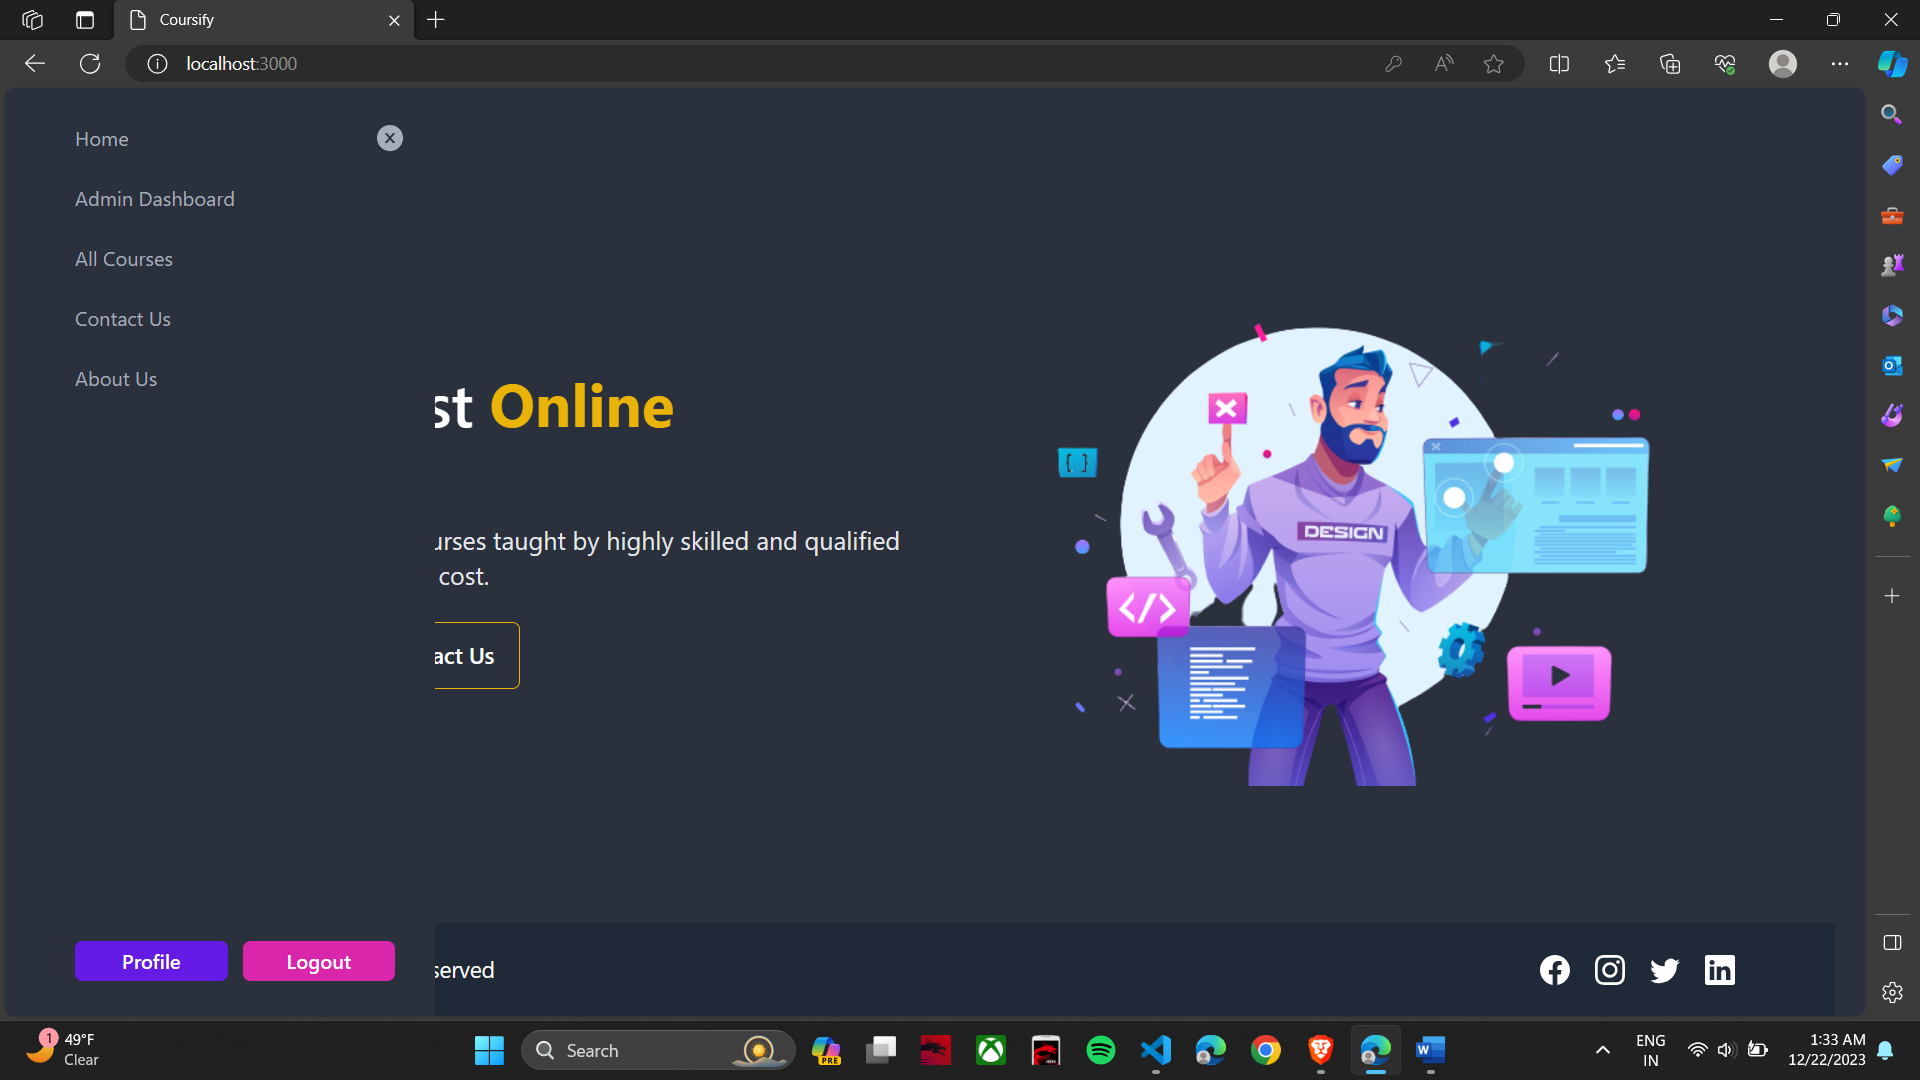 Coursify
localhost:3000
Home
Admin Dashboard
All Courses
Contact Us
About Us
st Online
urses taught by highly skilled and qualified
cost.
act Us
DESIGN
{ }
</>
Profile
Logout
served
1
49°F
Clear
Search
PRE
ENG
IN
1:33 AM
12/22/2023